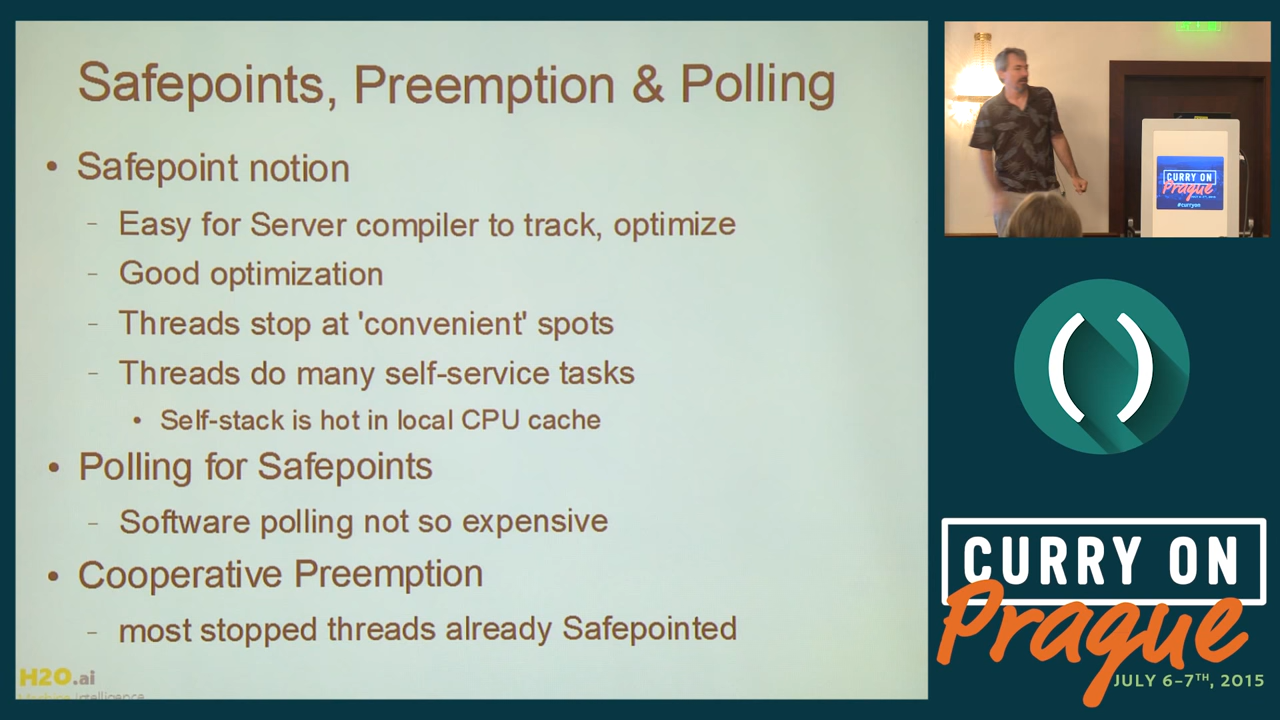 Safepoints, Preemption & Polling
• Safepoint notion
– Easy for Server compiler to track, optimize
– Good optimization
– Threads stop at 'convenient' spots
– Threads do many self-service tasks
• Self-stack is hot in local CPU cache
• Polling for Safepoints
– Software polling not so expensive
• Cooperative Preemption
– most stopped threads already Safepointed
H2O.ai
Machine Intelligence
CURRY ON
Prague
#curryon
( )
CURRY ON
Prague
JULY 6–7TH, 2015